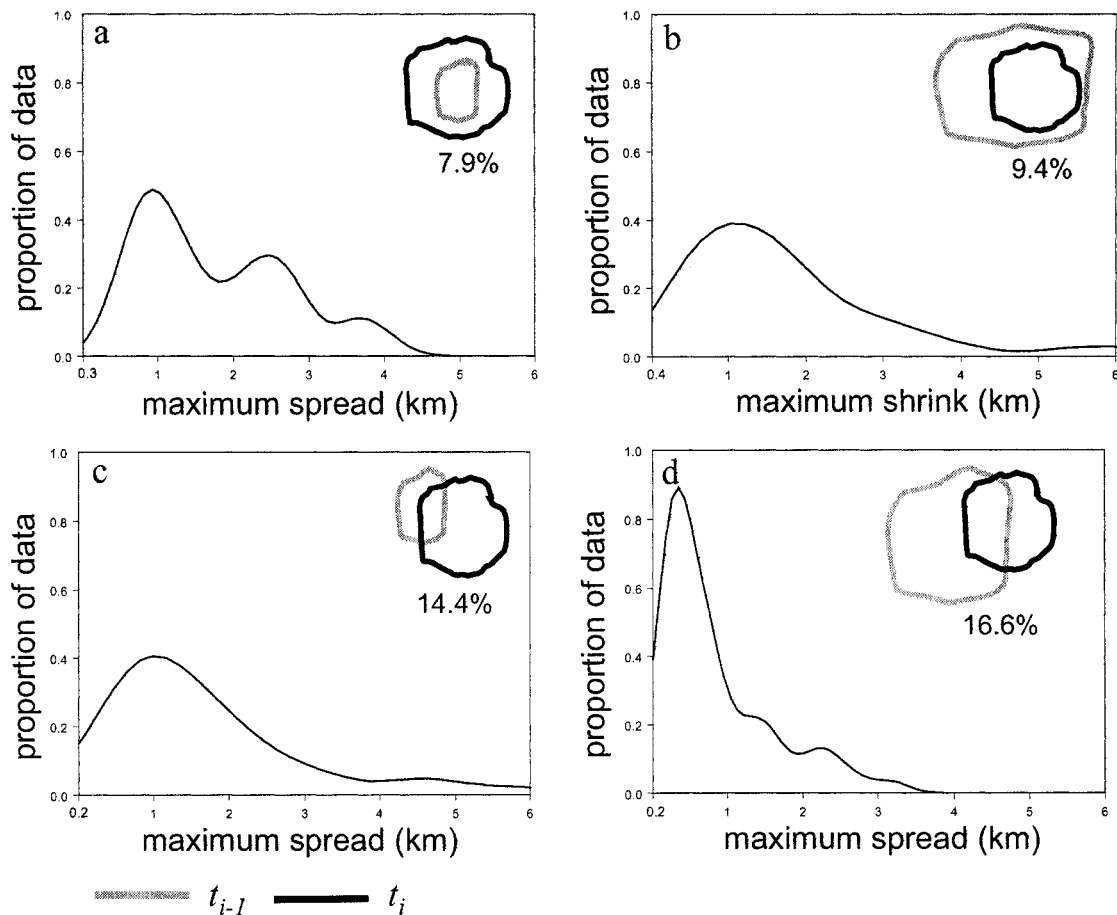 a
proportion of data
1.0
0.8
0.6
0.4
0.2
0.0
0.3 1 2 3 4 5 6
maximum spread (km)
7.9%
b
proportion of data
1.0
0.8
0.6
0.4
0.2
0.0
0.4 1 2 3 4 5 6
maximum shrink (km)
9.4%
c
proportion of data
1.0
0.8
0.6
0.4
0.2
0.0
0.2 1 2 3 4 5 6
maximum spread (km)
14.4%
d
proportion of data
1.0
0.8
0.6
0.4
0.2
0.0
0.2 1 2 3 4 5 6
maximum spread (km)
16.6%
t_{i-1} t_i